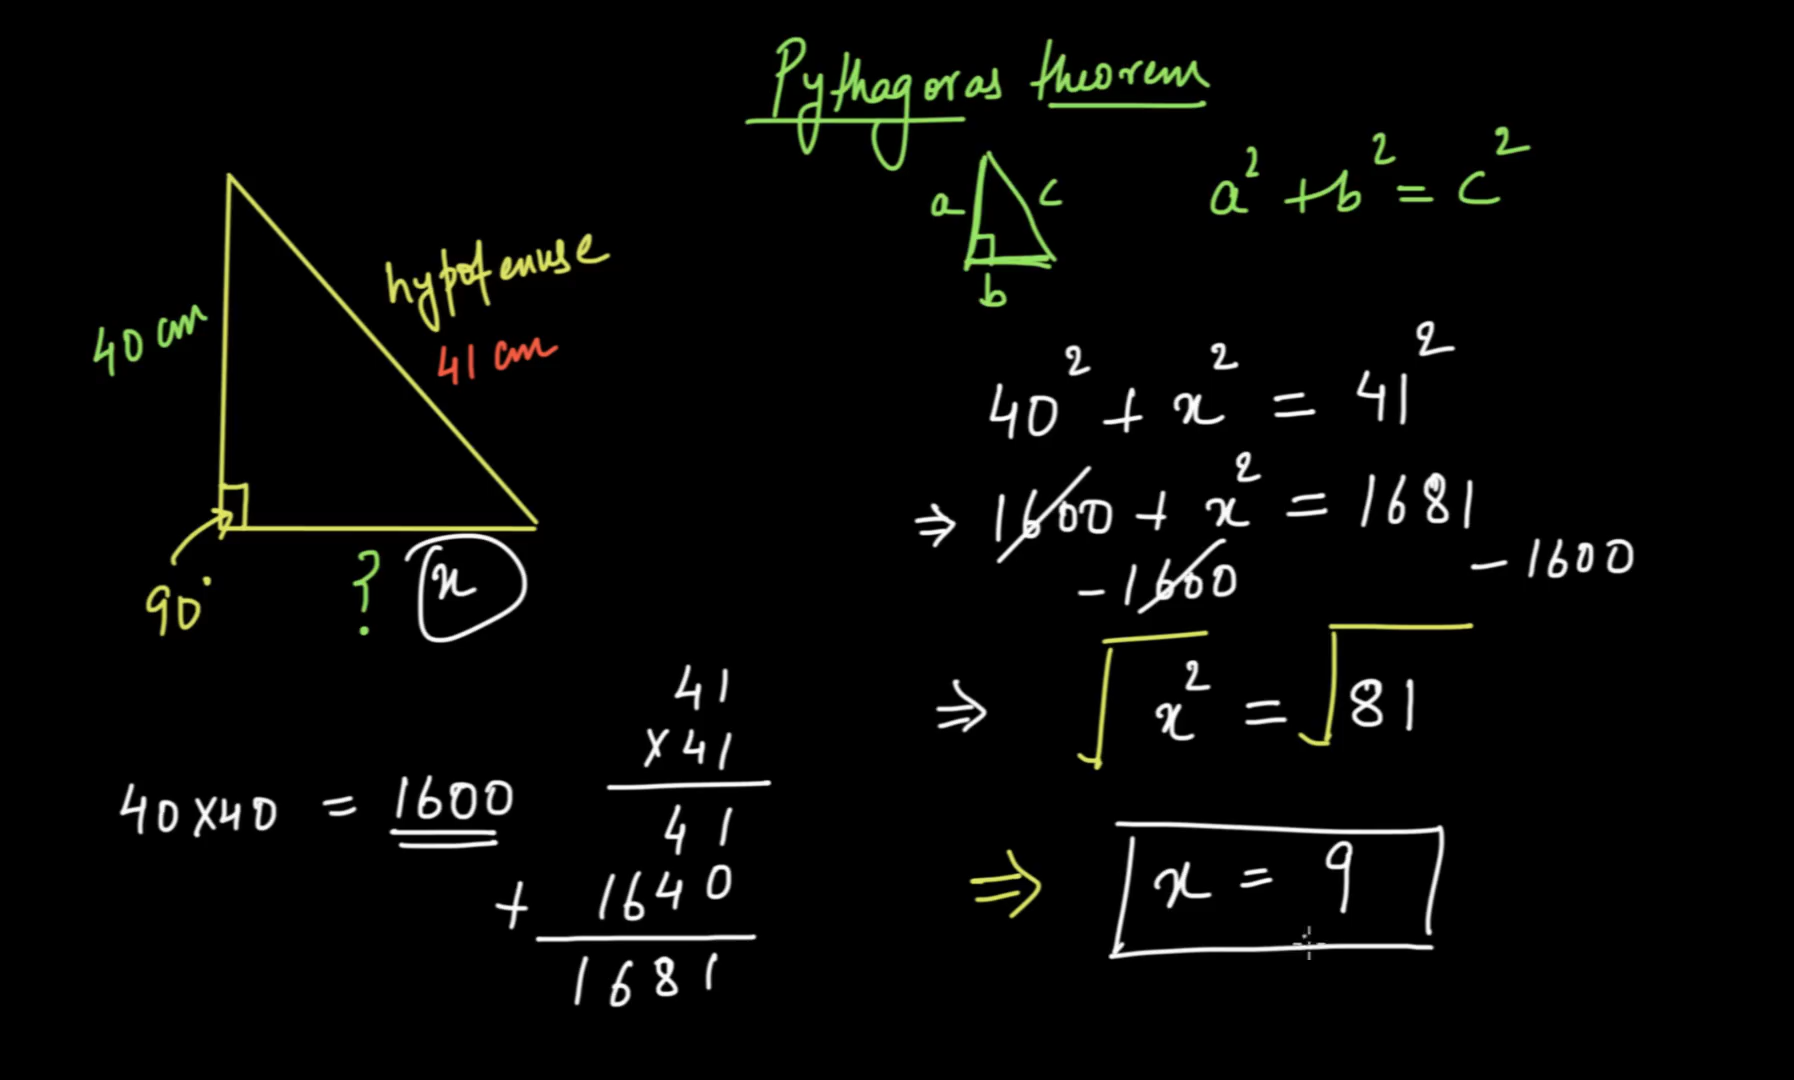 Pythagoras theorem
a
c
b
a² + b² = c²
hypotenuse
40 cm
41 cm
90°
?
x
40² + x² = 41²
⇒ 1600 + x² = 1681
- 1600
- 1600
⇒ √x² = √81
⇒ x = 9
40×40 = 1600
41
×41
41
+ 1640
1681